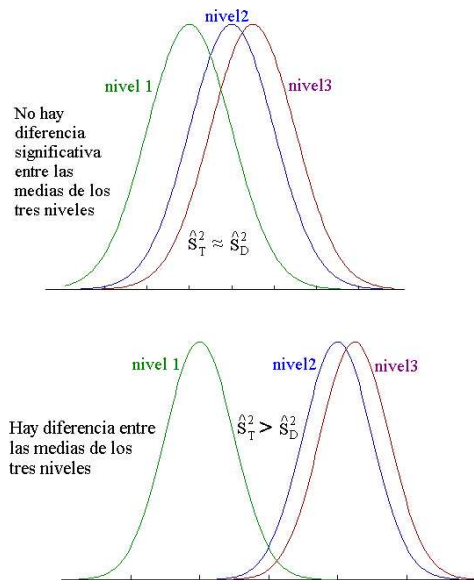 nivel2
nivel 1
nivel3
No hay
diferencia
significativa
entre las
medias de los
tres niveles
Ŝ²_T ≈ Ŝ²_D
nivel 1
nivel2
nivel3
Hay diferencia entre
las medias de los
tres niveles
Ŝ²_T > Ŝ²_D